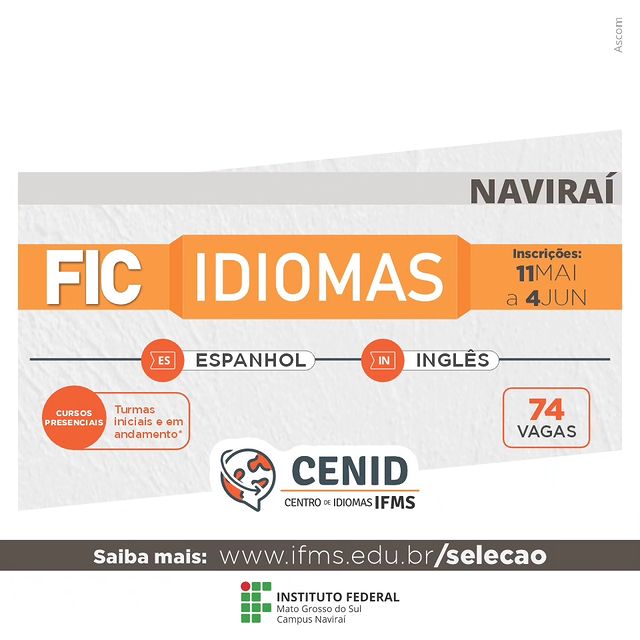 Ascom
NAVIRAÍ
FIC IDIOMAS
Inscrições:
11MAI
a 4JUN
ES ESPANHOL
IN INGLÊS
CURSOS
PRESENCIAIS
Turmas
iniciais e em
andamento*
74
VAGAS
CENID
CENTRO DE IDIOMAS IFMS
Saiba mais: www.ifms.edu.br/selecao
INSTITUTO FEDERAL
Mato Grosso do Sul
Campus Naviraí